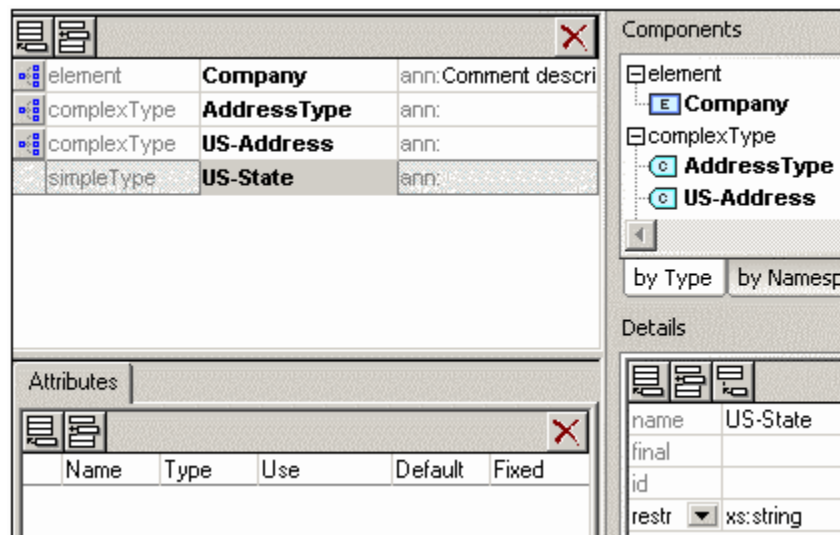 element Company ann:Comment descri
complexType AddressType ann:
complexType US-Address ann:
simpleType US-State ann:
Attributes
Name Type Use Default Fixed
Components
element
E Company
complexType
C AddressType
C US-Address
by Type by Namesp
Details
name US-State
final
id
restr xs:string